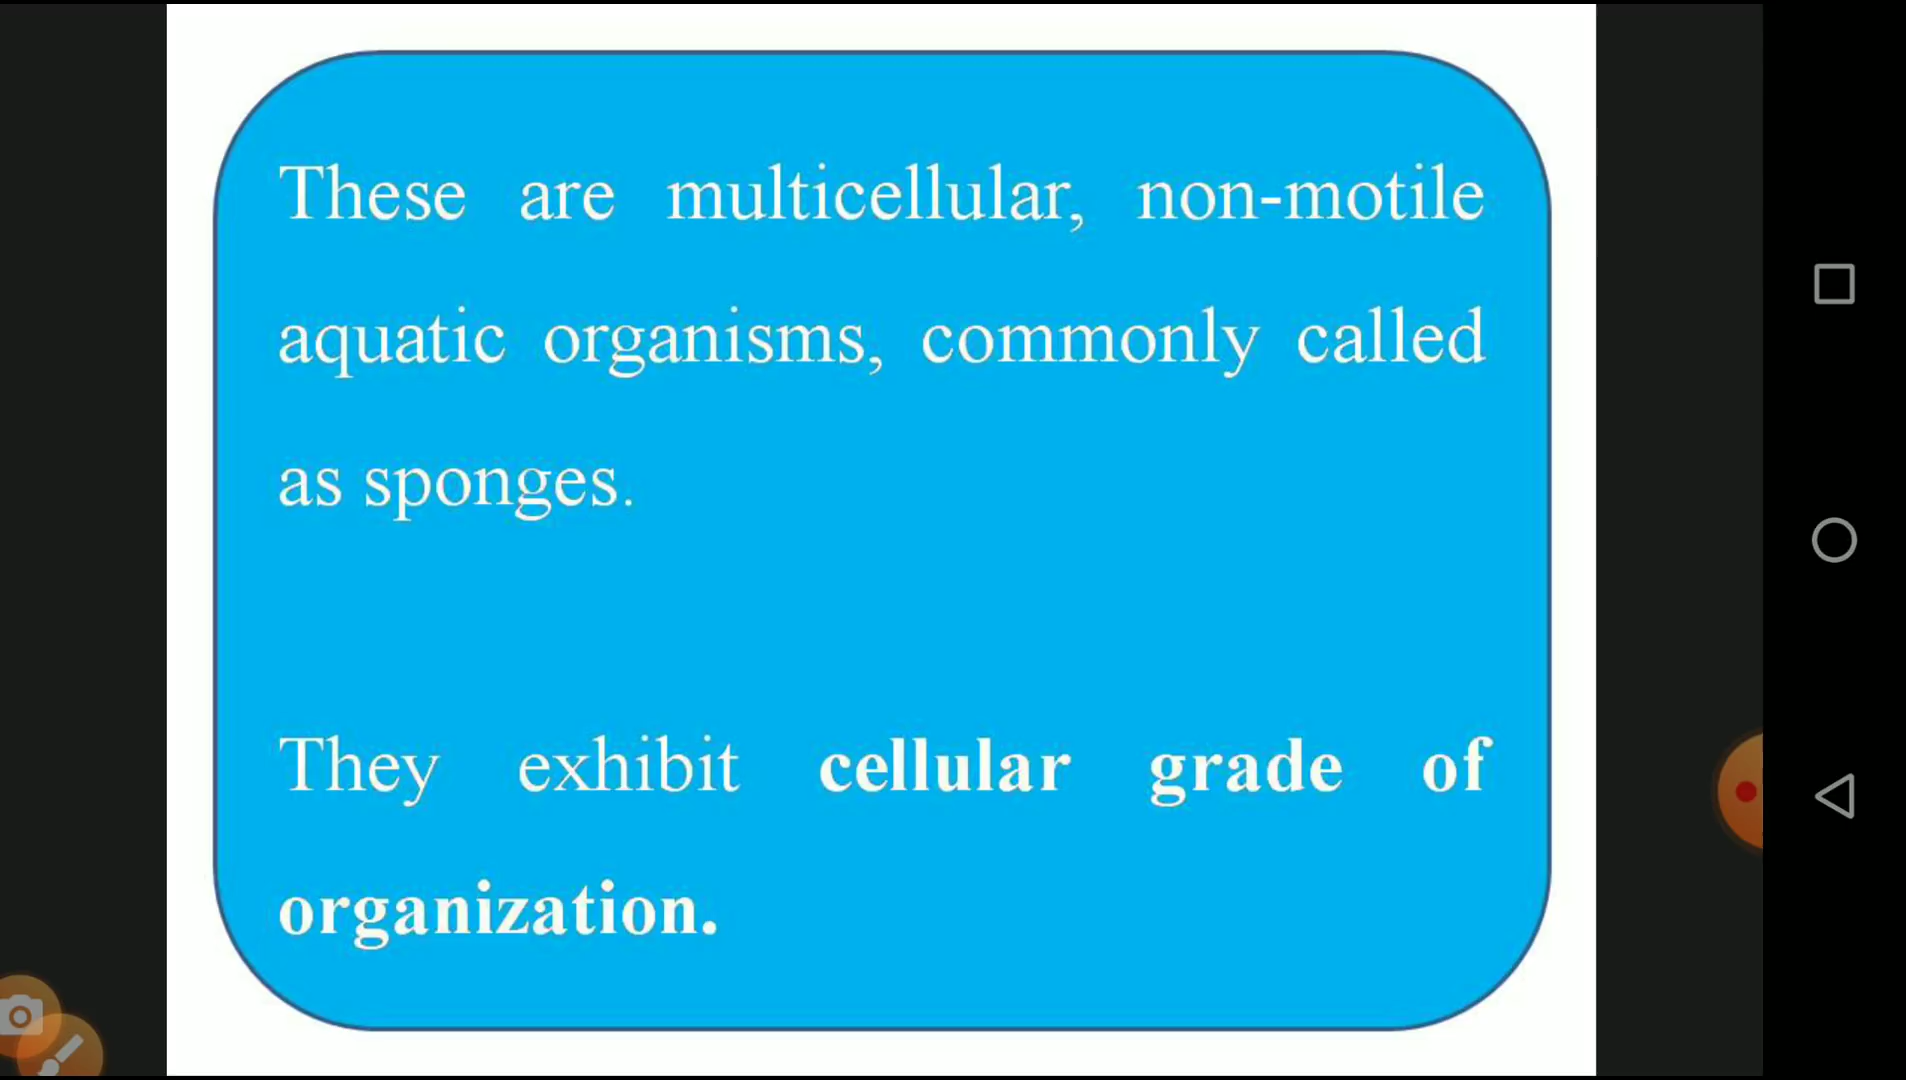 These are multicellular, non-motile
aquatic organisms, commonly called
as sponges.
They exhibit cellular grade of
organization.